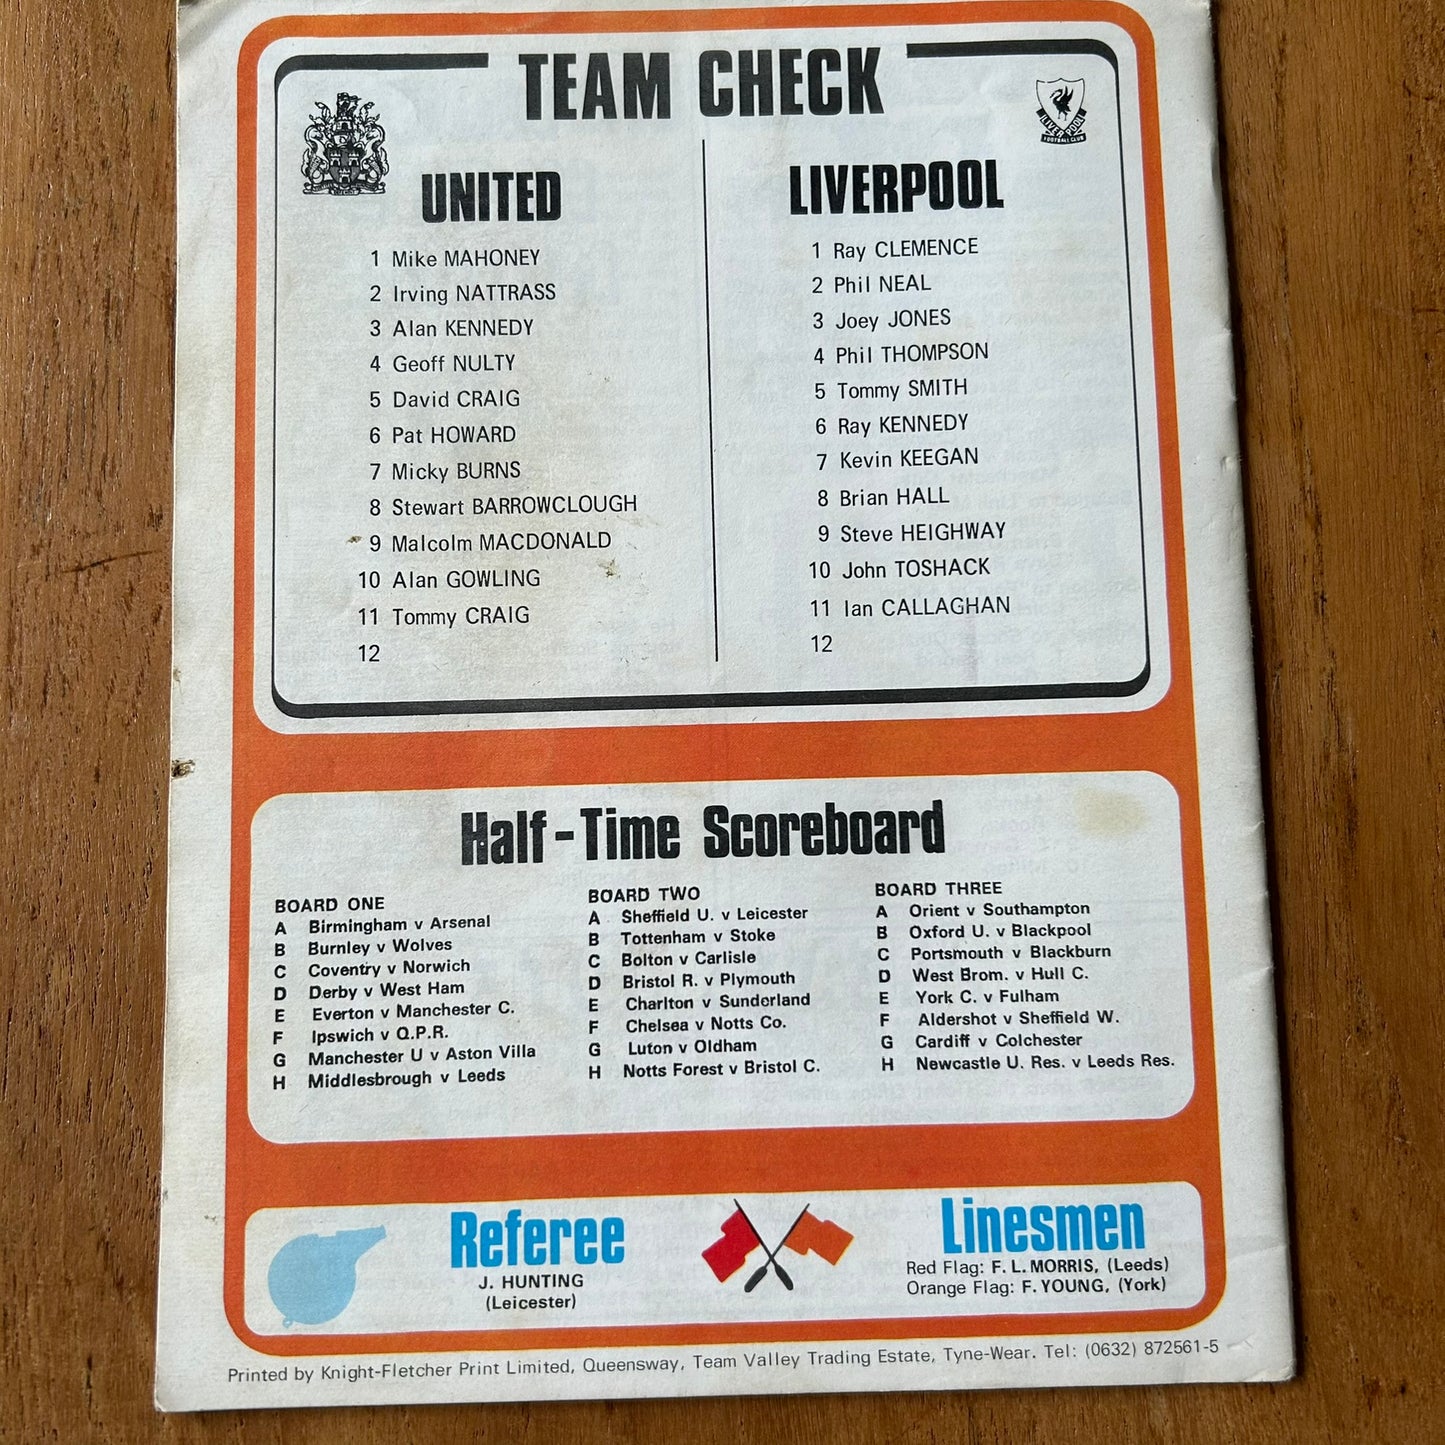 TEAM CHECK
UNITED
1 Mike MAHONEY
2 Irving NATTRASS
3 Alan KENNEDY
4 Geoff NULTY
5 David CRAIG
6 Pat HOWARD
7 Micky BURNS
8 Stewart BARROWCLOUGH
9 Malcolm MACDONALD
10 Alan GOWLING
11 Tommy CRAIG
12
LIVERPOOL
FOOTBALL CLUB
LIVERPOOL
1 Ray CLEMENCE
2 Phil NEAL
3 Joey JONES
4 Phil THOMPSON
5 Tommy SMITH
6 Ray KENNEDY
7 Kevin KEEGAN
8 Brian HALL
9 Steve HEIGHWAY
10 John TOSHACK
11 Ian CALLAGHAN
12
Half-Time Scoreboard
BOARD ONE
A Birmingham v Arsenal
B Burnley v Wolves
C Coventry v Norwich
D Derby v West Ham
E Everton v Manchester C.
F Ipswich v Q.P.R.
G Manchester U v Aston Villa
H Middlesbrough v Leeds
BOARD TWO
A Sheffield U. v Leicester
B Tottenham v Stoke
C Bolton v Carlisle
D Bristol R. v Plymouth
E Charlton v Sunderland
F Chelsea v Notts Co.
G Luton v Oldham
H Notts Forest v Bristol C.
BOARD THREE
A Orient v Southampton
B Oxford U. v Blackpool
C Portsmouth v Blackburn
D West Brom. v Hull C.
E York C. v Fulham
F Aldershot v Sheffield W.
G Cardiff v Colchester
H Newcastle U. Res. v Leeds Res.
Referee
J. HUNTING
(Leicester)
Linesmen
Red Flag: F. L. MORRIS, (Leeds)
Orange Flag: F. YOUNG, (York)
Printed by Knight-Fletcher Print Limited, Queensway, Team Valley Trading Estate, Tyne-Wear. Tel: (0632) 872561-5